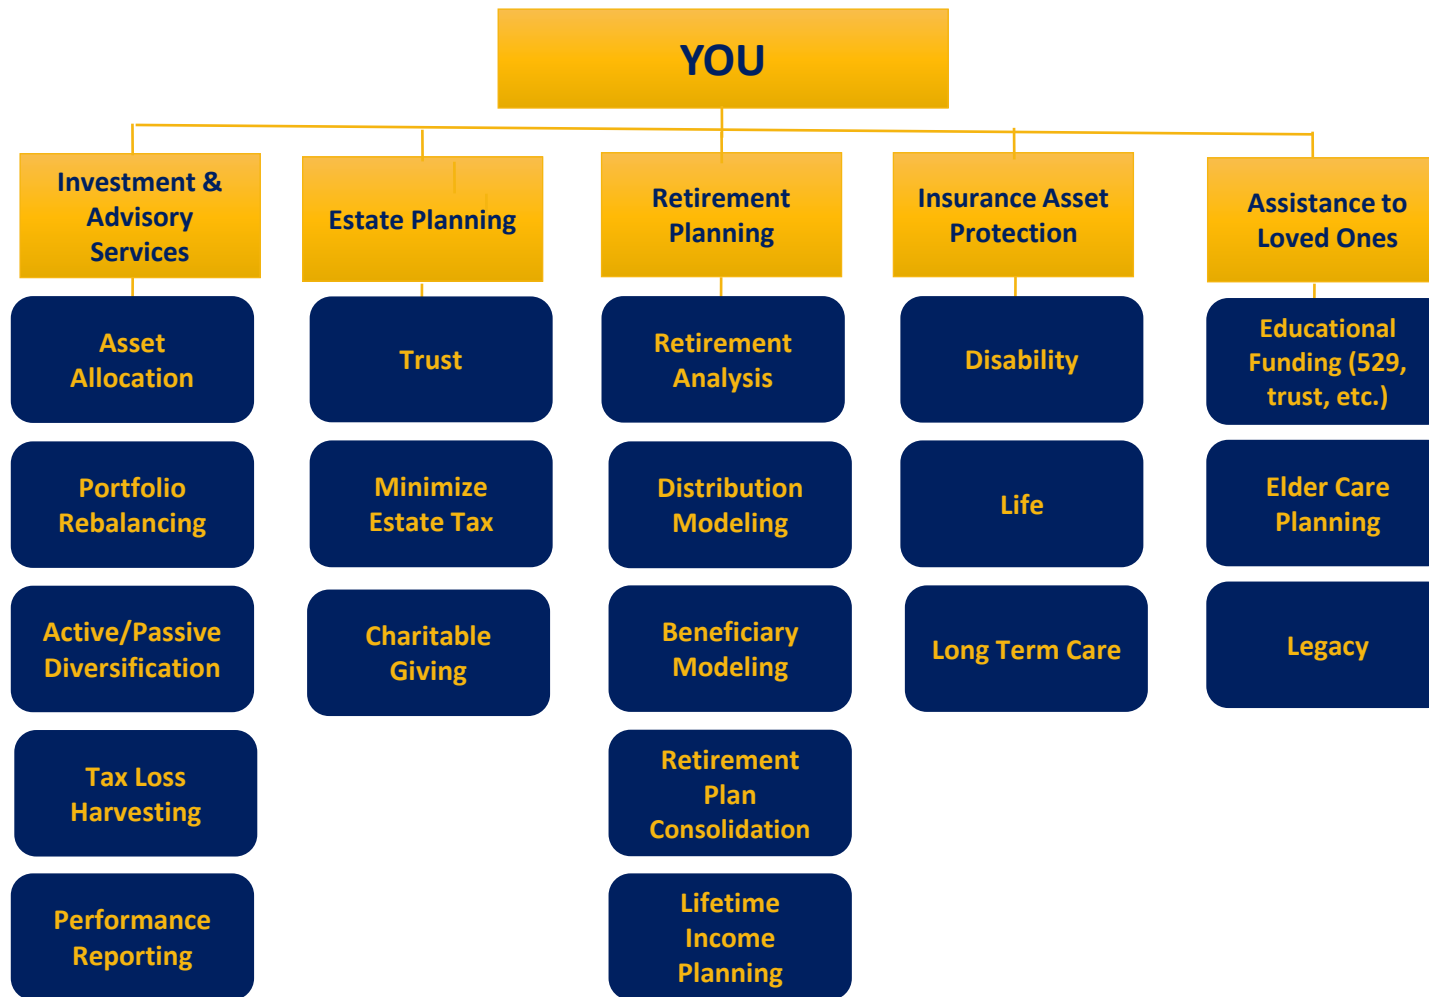 YOU
Investment &
Advisory
Services
Estate Planning
Retirement
Planning
Insurance Asset
Protection
Assistance to
Loved Ones
Asset
Allocation
Trust
Retirement
Analysis
Disability
Educational
Funding (529,
trust, etc.)
Portfolio
Rebalancing
Minimize
Estate Tax
Distribution
Modeling
Life
Elder Care
Planning
Active/Passive
Diversification
Charitable
Giving
Beneficiary
Modeling
Long Term Care
Legacy
Tax Loss
Harvesting
Retirement
Plan
Consolidation
Performance
Reporting
Lifetime
Income
Planning